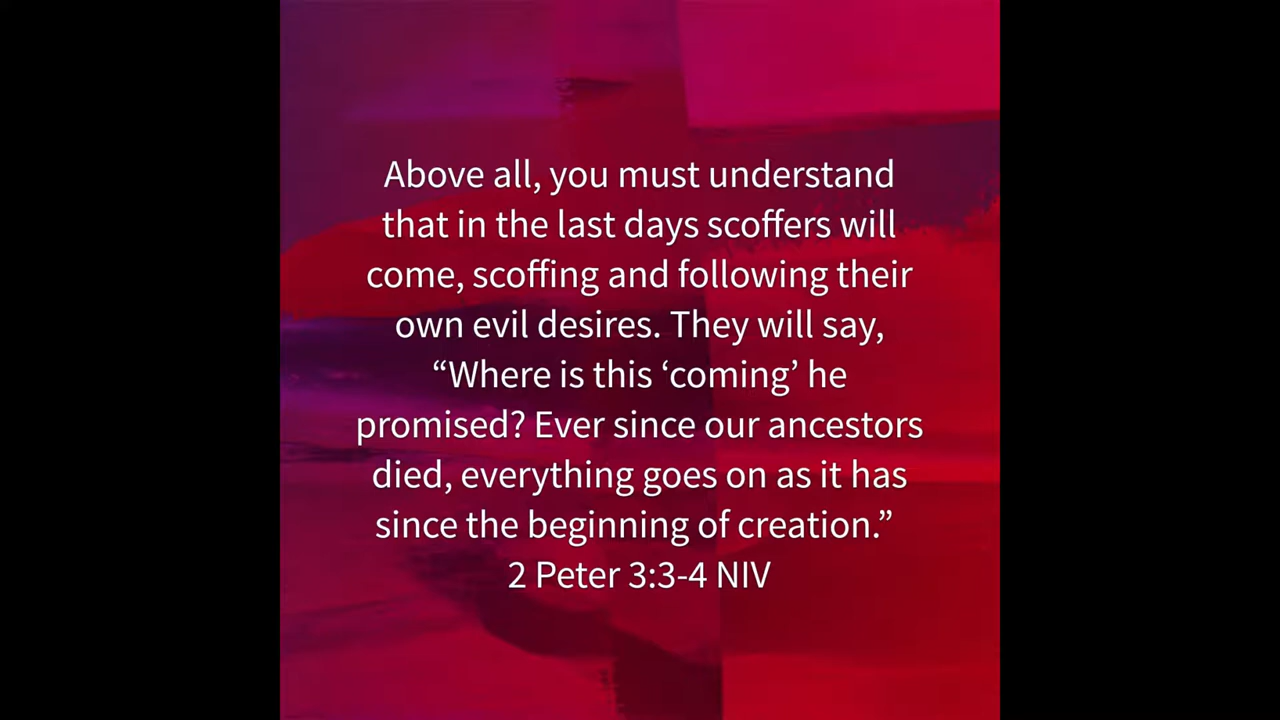 Above all, you must understand
that in the last days scoffers will
come, scoffing and following their
own evil desires. They will say,
“Where is this ‘coming’ he
promised? Ever since our ancestors
died, everything goes on as it has
since the beginning of creation.”
2 Peter 3:3-4 NIV